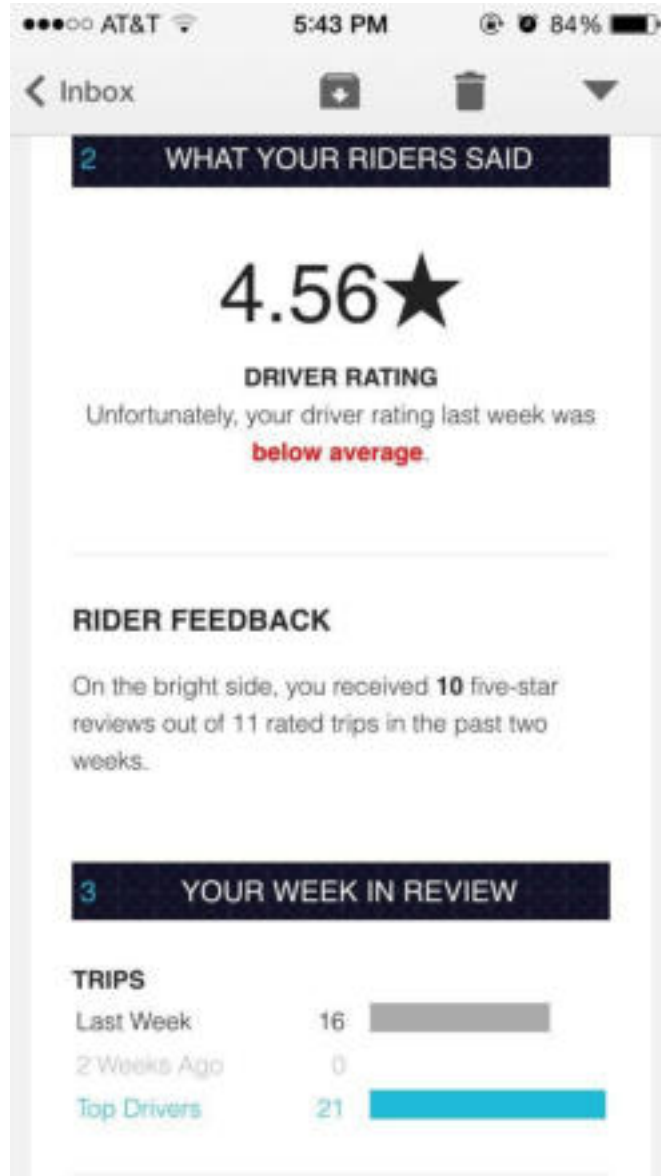 AT&T 5:43 PM 84%
Inbox
2 WHAT YOUR RIDERS SAID
4.56★
DRIVER RATING
Unfortunately, your driver rating last week was
below average.
RIDER FEEDBACK
On the bright side, you received 10 five-star
reviews out of 11 rated trips in the past two
weeks.
3 YOUR WEEK IN REVIEW
TRIPS
Last Week 16
2 Weeks Ago 0
Top Drivers 21